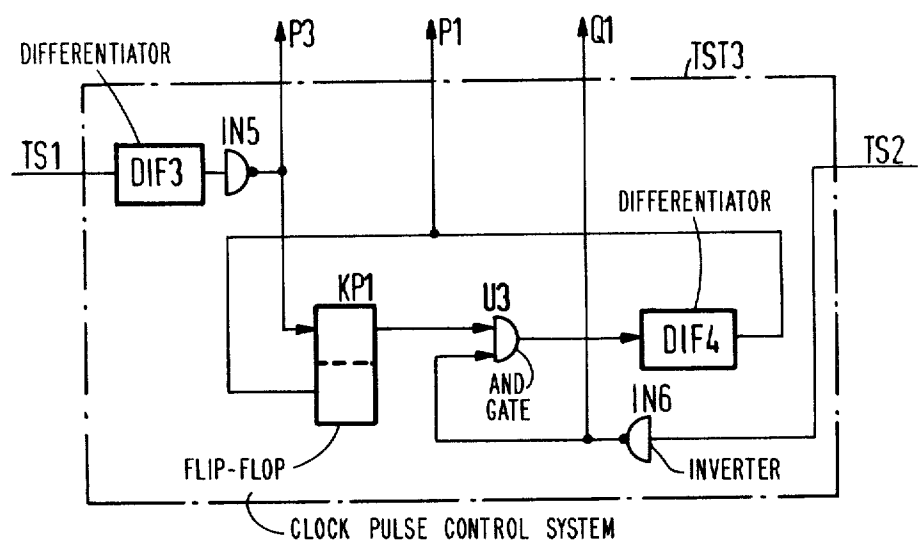 P3
P1
Q1
TST3
DIFFERENTIATOR
IN5
TS1
DIF3
TS2
DIFFERENTIATOR
KP1
U3
DIF4
AND
GATE
IN6
FLIP-FLOP
INVERTER
CLOCK PULSE CONTROL SYSTEM